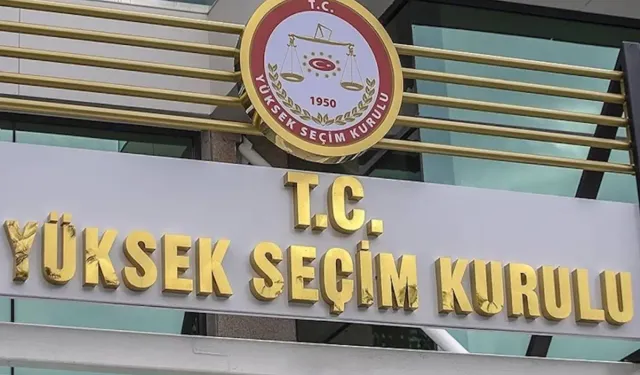 T.C.
1950
YÜKSEK SEÇİM KURULU
T.C.
YÜKSEK SEÇİM KURULU